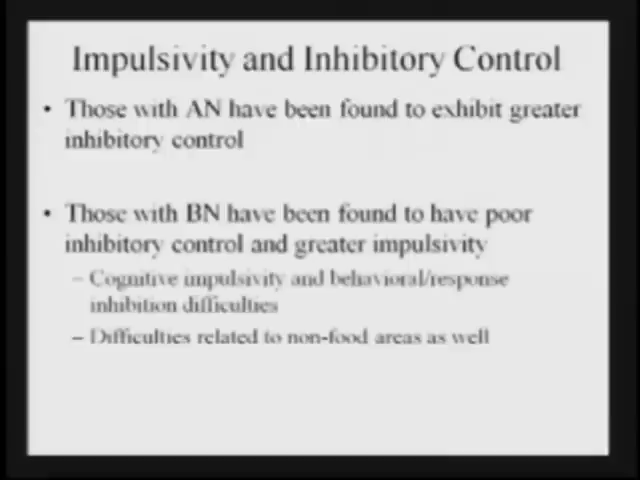 Impulsivity and Inhibitory Control
• Those with AN have been found to exhibit greater
inhibitory control
• Those with BN have been found to have poor
inhibitory control and greater impulsivity
– Cognitive impulsivity and behavioral/response
inhibition difficulties
– Difficulties related to non-food areas as well